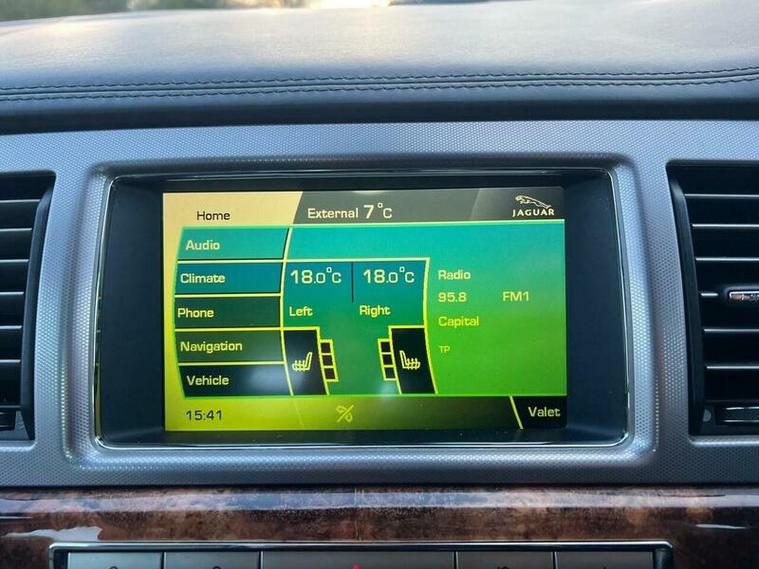 Home
External 7°C
JAGUAR
Audio
Climate
18.0°C
18.0°C
Left
Right
Phone
Navigation
Vehicle
Radio
95.8 FM1
Capital
TP
15:41
Valet